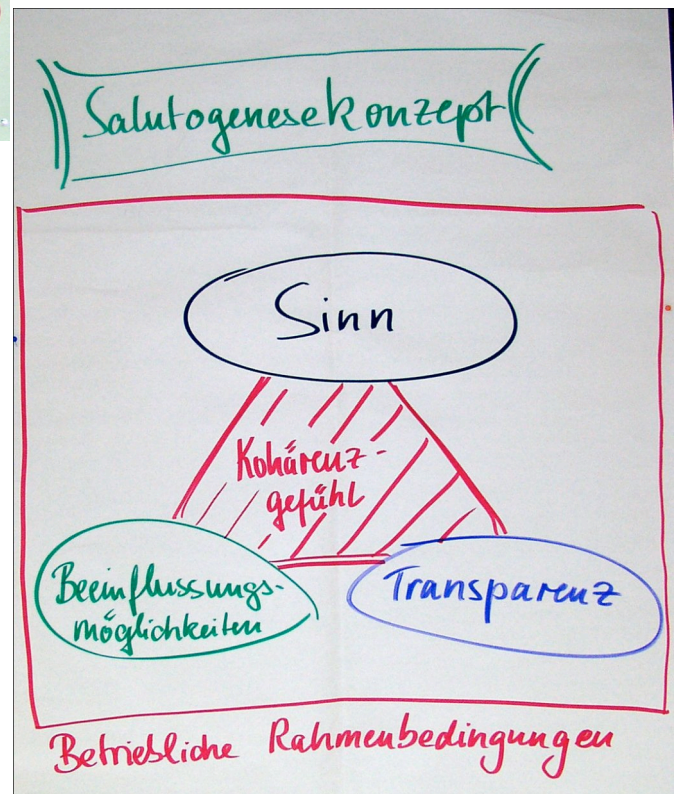 Salutogenesekonzept
Sinn
Kohärenz-
gefühl
Beeinflussungs-
möglichkeiten
Transparenz
Betriebliche Rahmenbedingungen